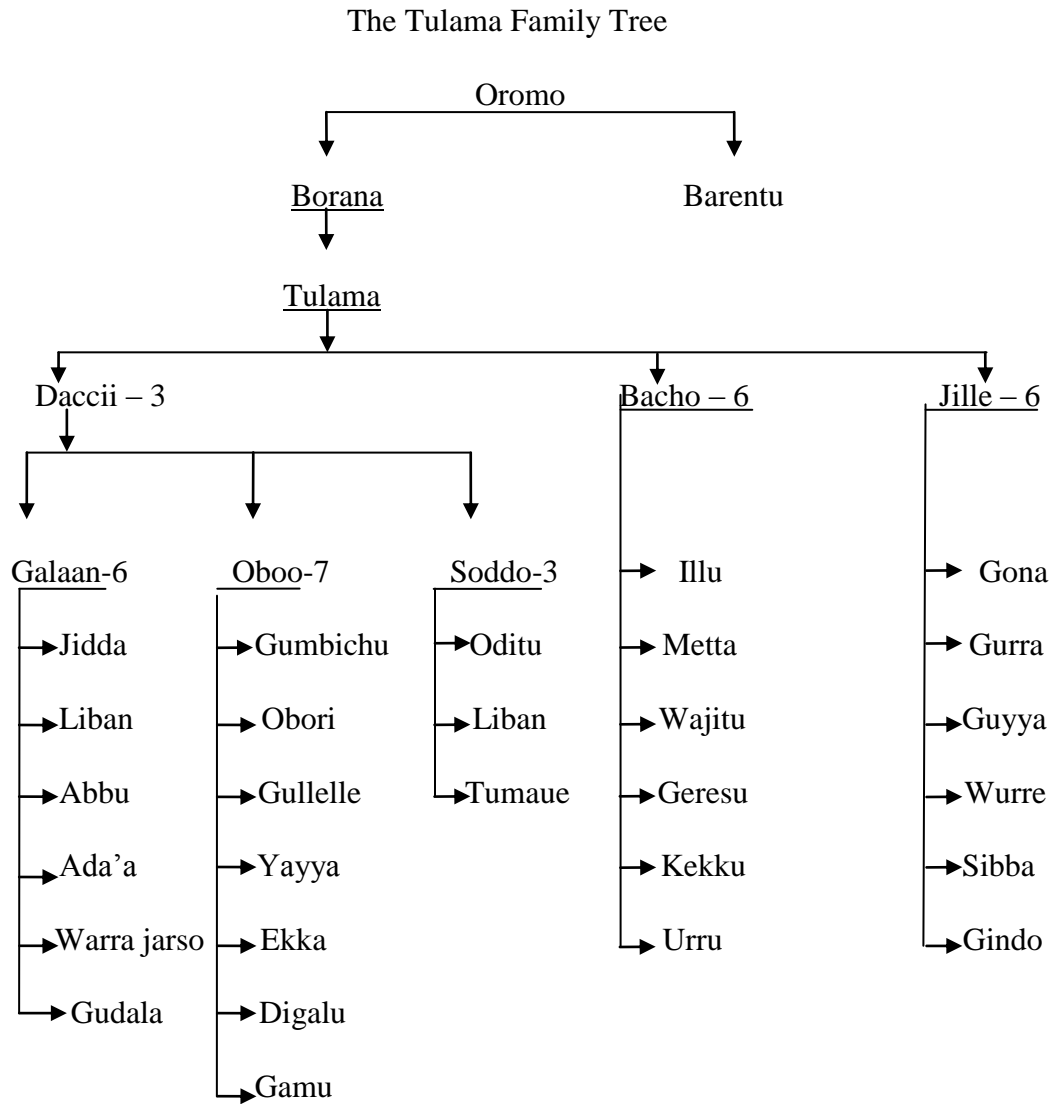 The Tulama Family Tree
Oromo
Borana Barentu
Tulama
Daccii – 3 Bacho – 6 Jille – 6
Galaan-6 Oboo-7 Soddo-3 Illu Gona
Jidda Gumbichu Oditu Metta Gurra
Liban Obori Liban Wajitu Guyya
Abbu Gullelle Tumaue Geresu Wurre
Ada’a Yayya Kekku Sibba
Warra jarso Ekka Urru Gindo
Gudala Digalu
Gamu